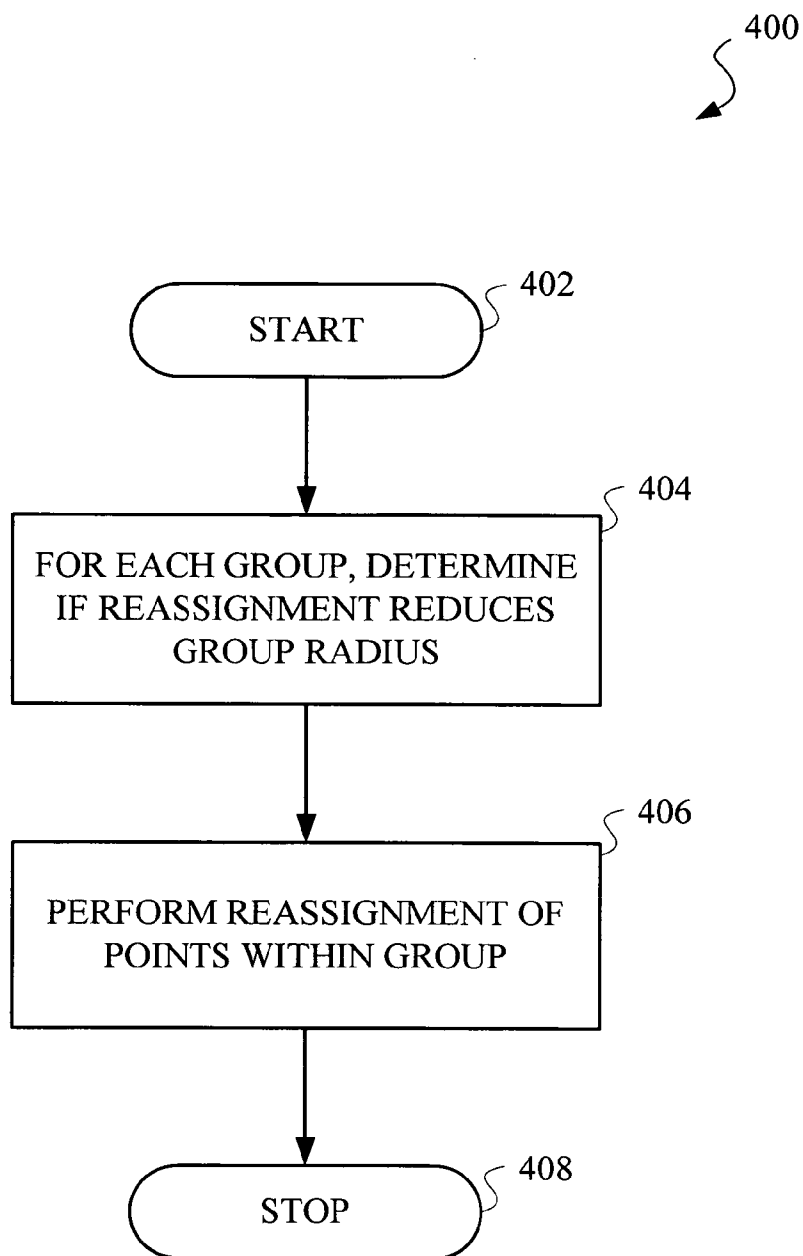 400
402
START
404
FOR EACH GROUP, DETERMINE
IF REASSIGNMENT REDUCES
GROUP RADIUS
406
PERFORM REASSIGNMENT OF
POINTS WITHIN GROUP
408
STOP